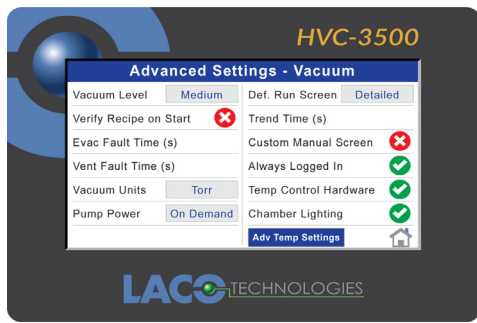 HVC-3500
Advanced Settings - Vacuum
Vacuum Level Medium
Def. Run Screen Detailed
Verify Recipe on Start
Trend Time (s)
Evac Fault Time (s)
Custom Manual Screen
Vent Fault Time (s)
Always Logged In
Vacuum Units Torr
Temp Control Hardware
Pump Power On Demand
Chamber Lighting
Adv Temp Settings
LACO TECHNOLOGIES